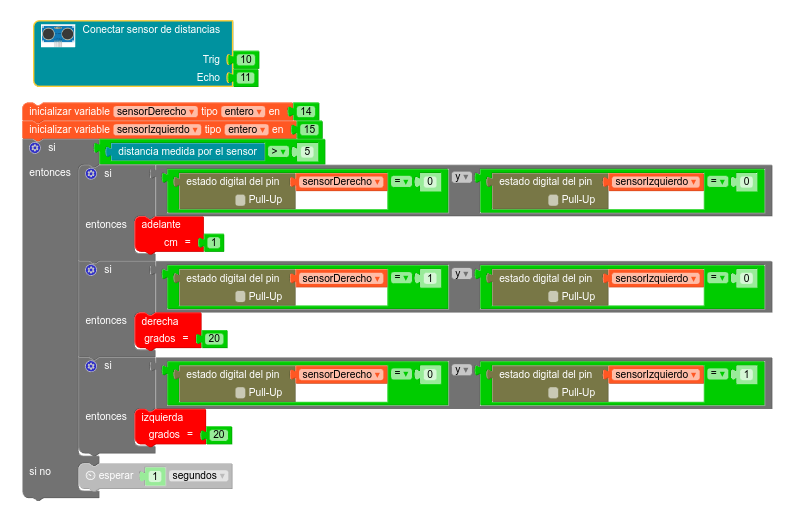 Conectar sensor de distancias
Trig 10
Echo 11
inicializar variable sensorDerecho tipo entero en 14
inicializar variable sensorIzquierdo tipo entero en 15
si distancia medida por el sensor > 5
entonces si estado digital del pin sensorDerecho = 0 y estado digital del pin sensorIzquierdo = 0
Pull-Up Pull-Up
entonces adelante
cm = 1
si estado digital del pin sensorDerecho = 1 y estado digital del pin sensorIzquierdo = 0
Pull-Up Pull-Up
entonces derecha
grados = 20
si estado digital del pin sensorDerecho = 0 y estado digital del pin sensorIzquierdo = 1
Pull-Up Pull-Up
entonces izquierda
grados = 20
si no esperar 1 segundos